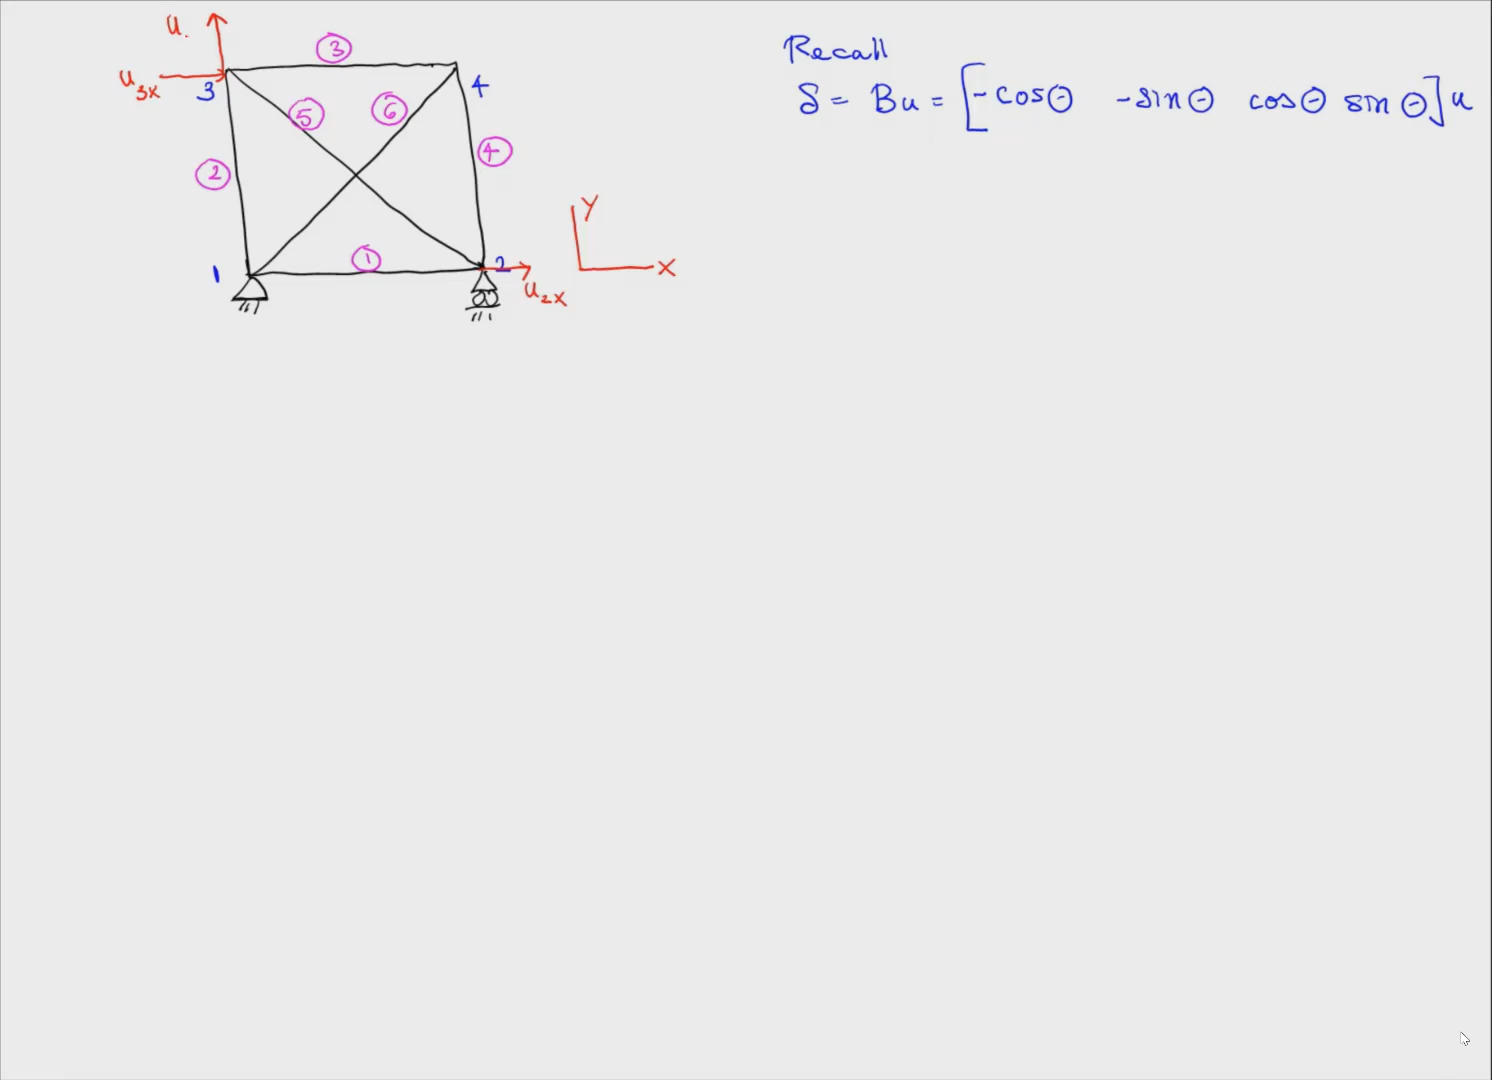 u.
③
u3x
3
4
⑤
⑥
④
②
Y
①
1
2
x
u2x
Recall
δ = Bu = [-cosθ -sinθ cosθ sinθ] u